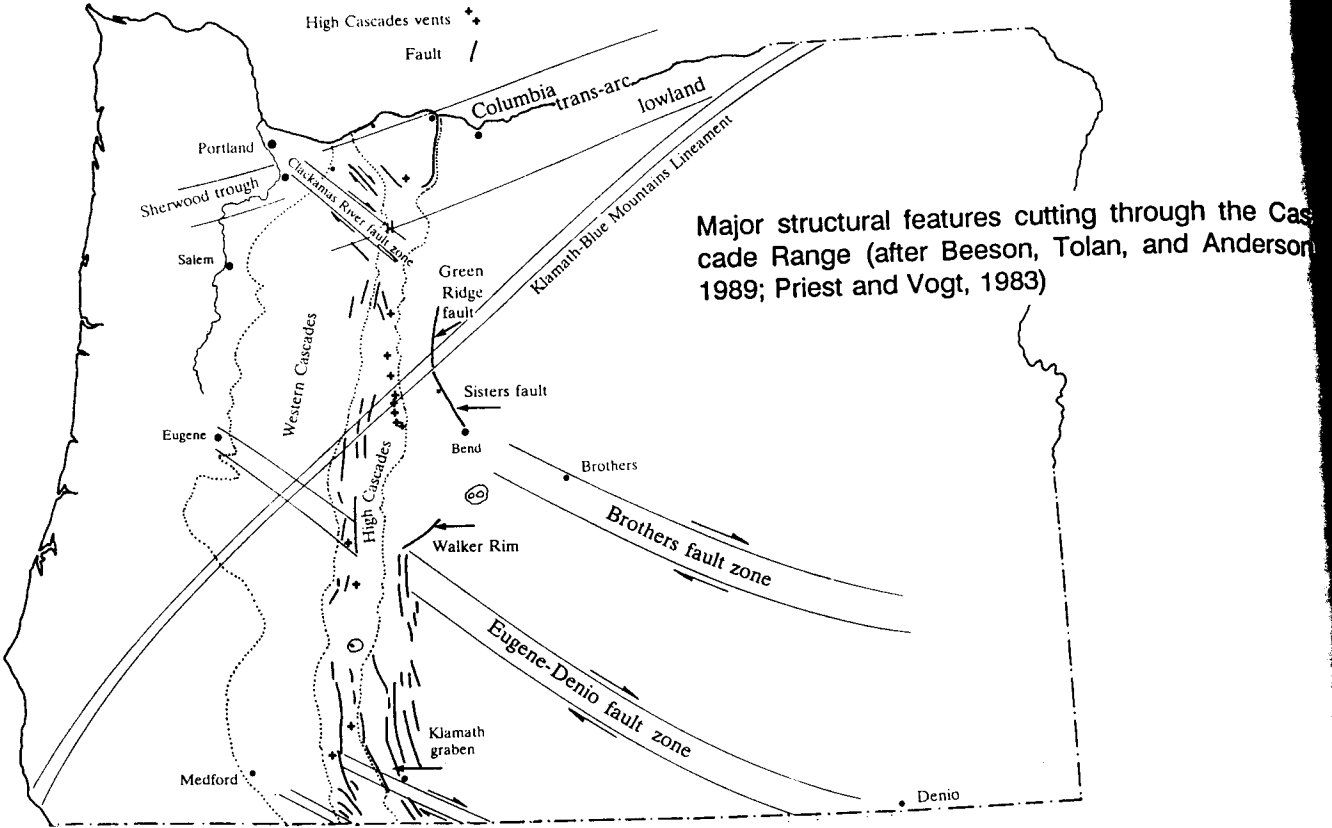 High Cascades vents
Fault
Columbia trans-arc lowland
Portland
Sherwood trough
Clackamas River fault zone
Klamath-Blue Mountains Lineament
Major structural features cutting through the Cas
cade Range (after Beeson, Tolan, and Anderson
1989; Priest and Vogt, 1983)
Salem
Green
Ridge
fault
Western Cascades
Sisters fault
Eugene
Bend
High Cascades
Brothers
Brothers fault zone
Walker Rim
Eugene-Denio fault zone
Klamath
graben
Medford
Denio